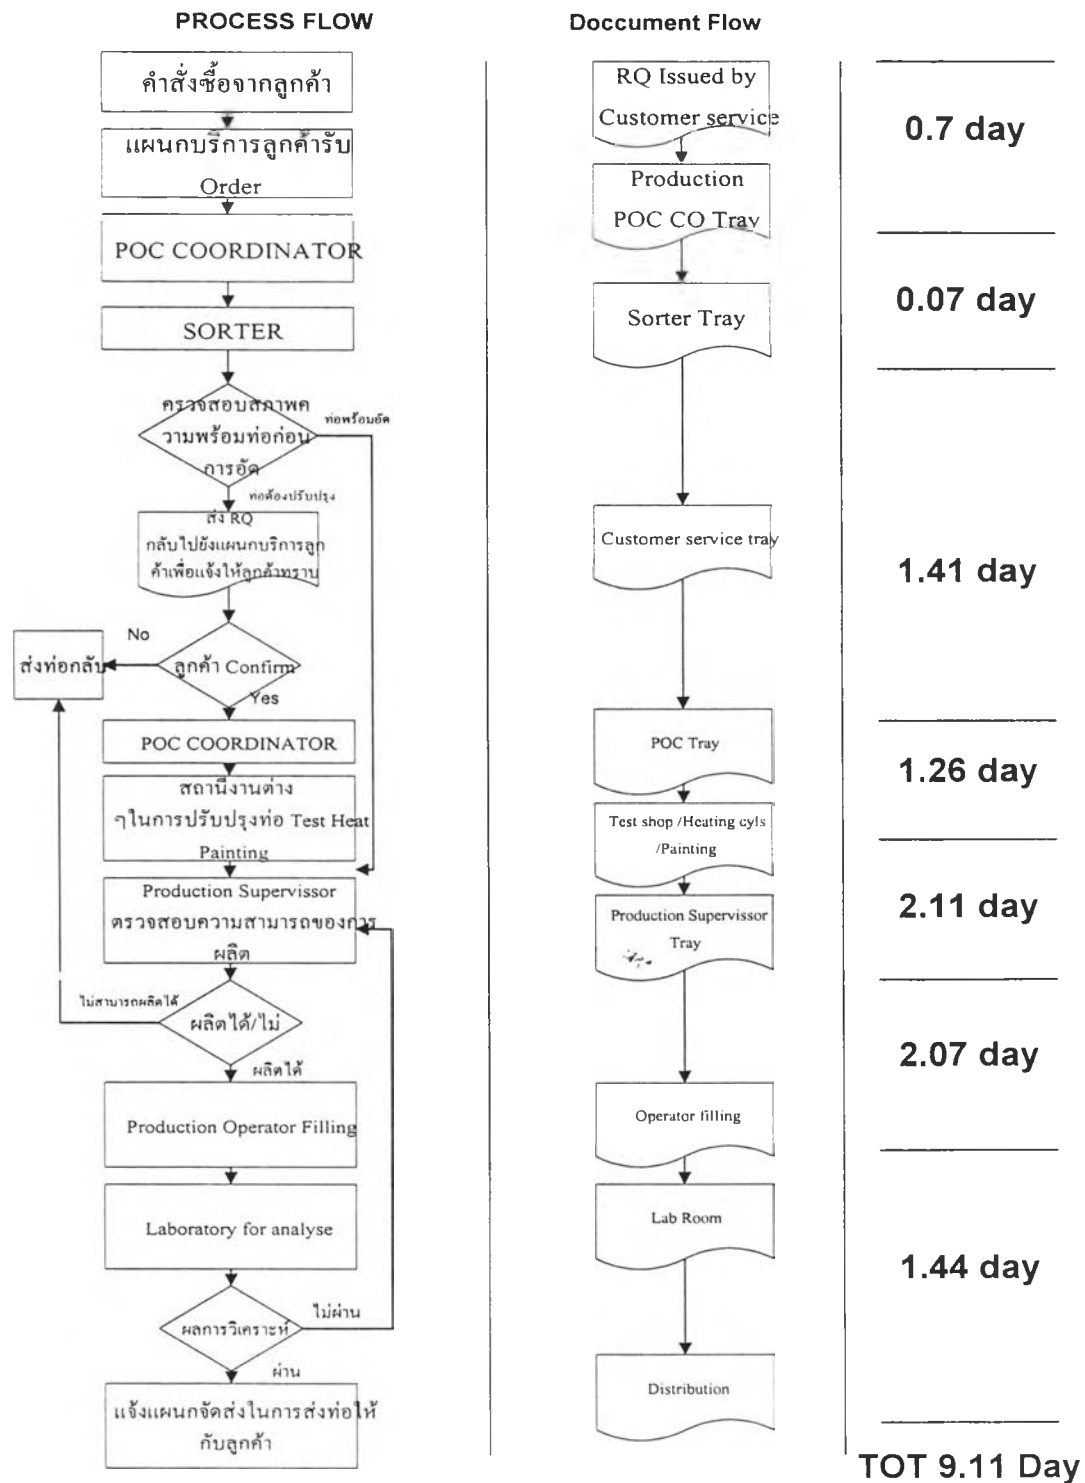 PROCESS FLOW
คำสั่งซื้อจากลูกค้า
แผนกบริการลูกค้ารับ
Order
POC COORDINATOR
SORTER
ตรวจสอบสภาพค
วามพร้อมท่อก่อน
การอัด
ท่อพร้อมอัด
ท่อต้องปรับปรุง
ส่ง RQ
กลับไปยังแผนกบริการลูก
ค้าเพื่อแจ้งให้ลูกค้าทราบ
No
ส่งท่อกลับ
ลูกค้า Confirm
Yes
POC COORDINATOR
สถานีงานต่าง
ๆในการปรับปรุงท่อ Test Heat
Painting
Production Supervissor
ตรวจสอบความสามารถของการ
ผลิต
ไม่สามารถผลิตได้
ผลิตได้/ไม่
ผลิตได้
Production Operator Filling
Laboratory for analyse
ผลการวิเคราะห์
ไม่ผ่าน
ผ่าน
แจ้งแผนกจัดส่งในการส่งท่อให้
กับลูกค้า
Doccument Flow
RQ Issued by
Customer service
Production
POC CO Tray
Sorter Tray
Customer service tray
POC Tray
Test shop /Heating cyls
/Painting
Production Supervissor
Tray
Operator filling
Lab Room
Distribution
0.7 day
0.07 day
1.41 day
1.26 day
2.11 day
2.07 day
1.44 day
TOT 9.11 Day